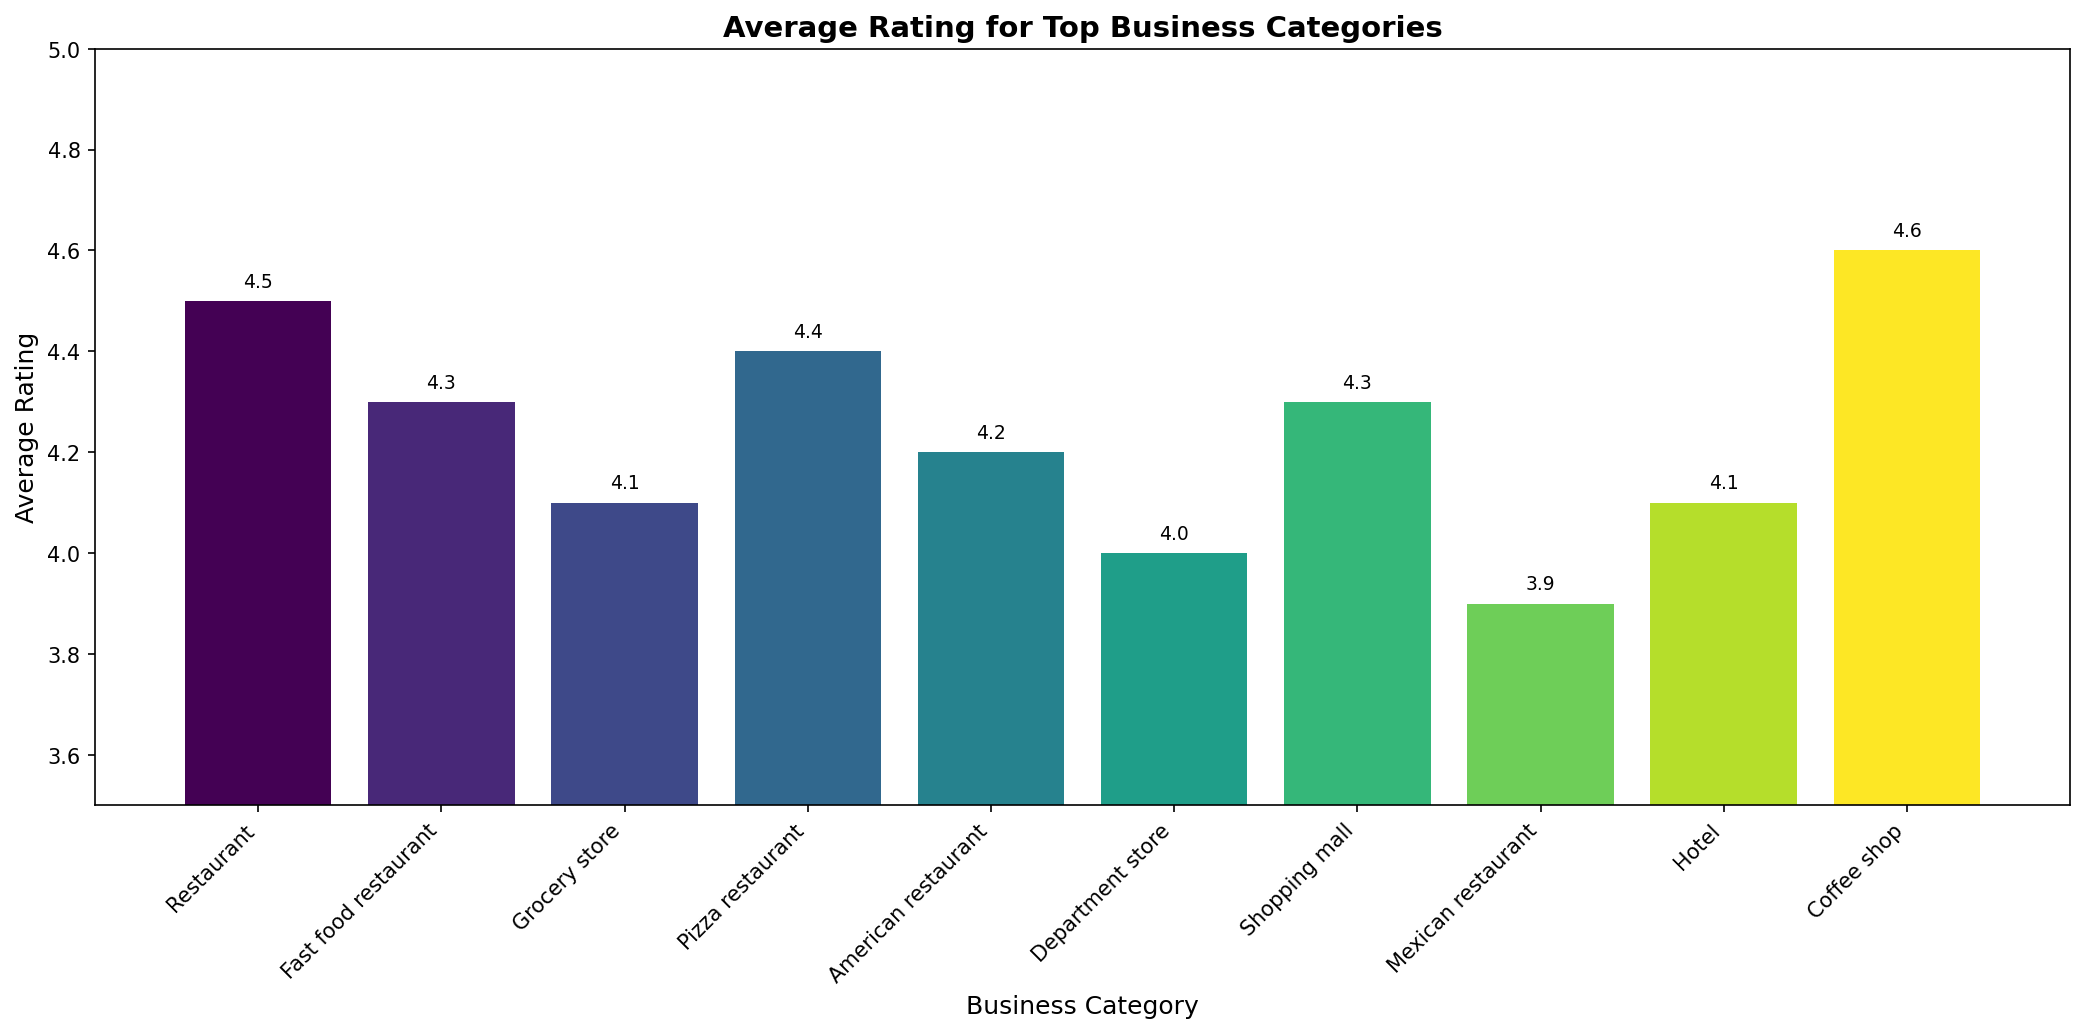 Average Rating for Top Business Categories
5.0
4.8
4.6
4.4
4.2
4.0
3.8
3.6
Average Rating
4.5
4.3
4.1
4.4
4.2
4.0
4.3
3.9
4.1
4.6
Restaurant
Fast food restaurant
Grocery store
Pizza restaurant
American restaurant
Department store
Shopping mall
Mexican restaurant
Hotel
Coffee shop
Business Category